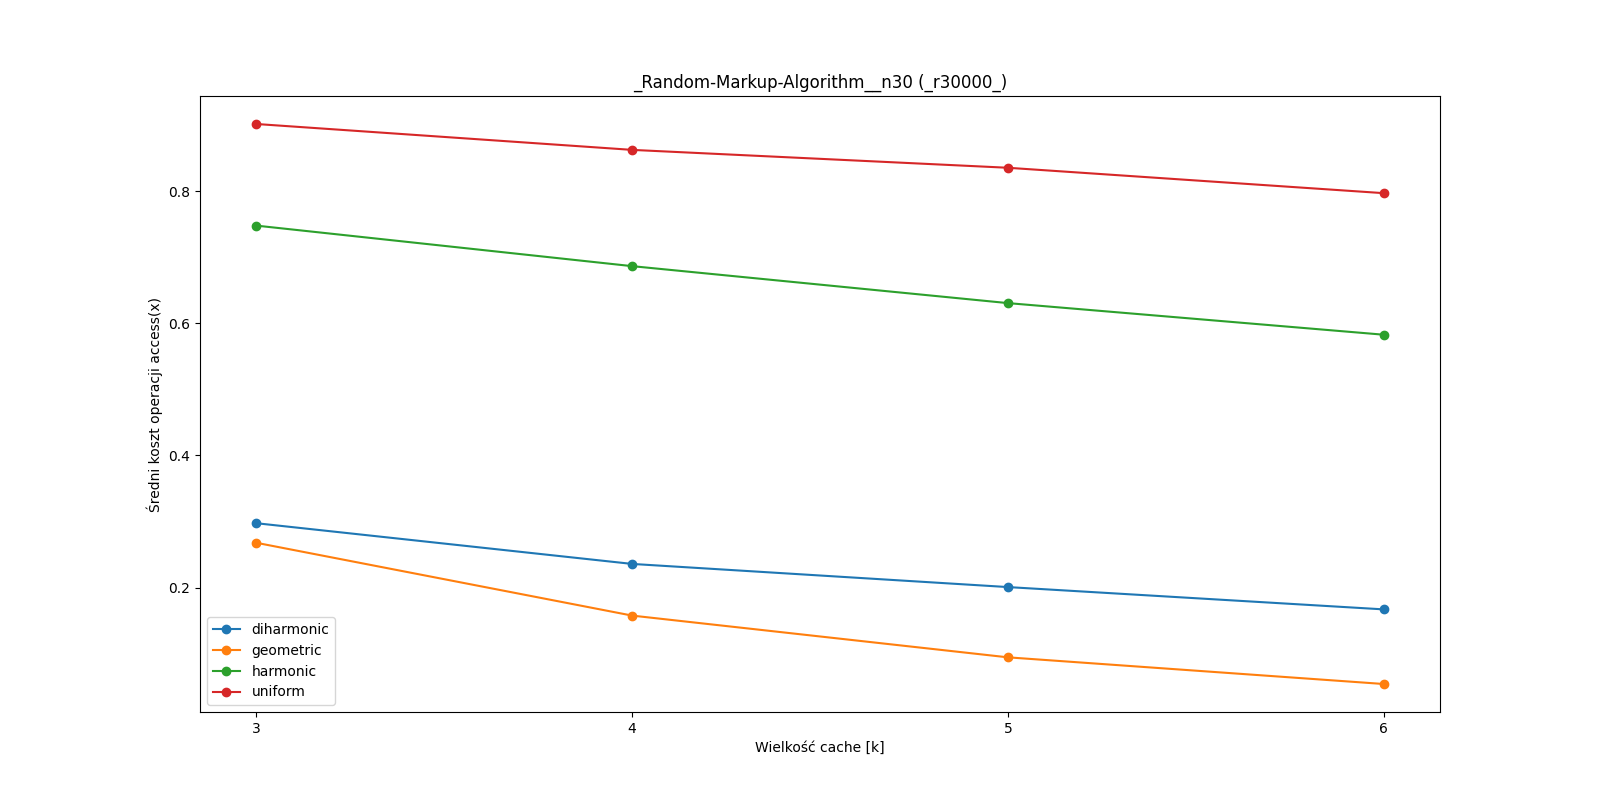 _Random-Markup-Algorithm__n30 (_r30000_)
Średni koszt operacji access(x)
0.8
0.6
0.4
0.2
diharmonic
geometric
harmonic
uniform
3 4 5 6
Wielkość cache [k]